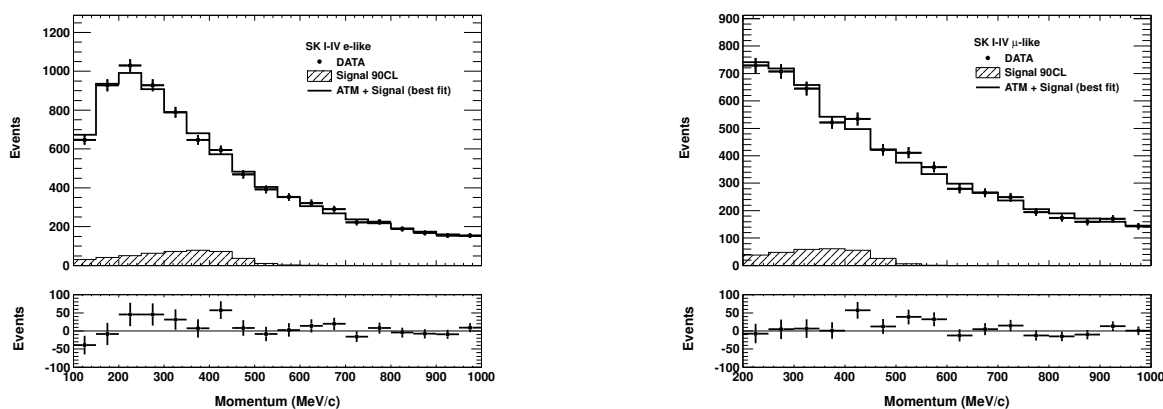 SK I-IV e-like
DATA
Signal 90CL
ATM + Signal (best fit)
Events
1200
1000
800
600
400
200
0
Events
100
50
0
-50
-100
100 200 300 400 500 600 700 800 900 1000
Momentum (MeV/c)
SK I-IV μ-like
DATA
Signal 90CL
ATM + Signal (best fit)
Events
900
800
700
600
500
400
300
200
100
0
Events
100
50
0
-50
-100
200 300 400 500 600 700 800 900 1000
Momentum (MeV/c)